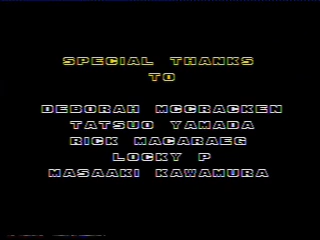 SPECIAL THANKS
TO
DEBORAH MCCRACKEN
TATSUO YAMADA
RICK MACARAEG
LOCKY P
MASAAKI KAWAMURA